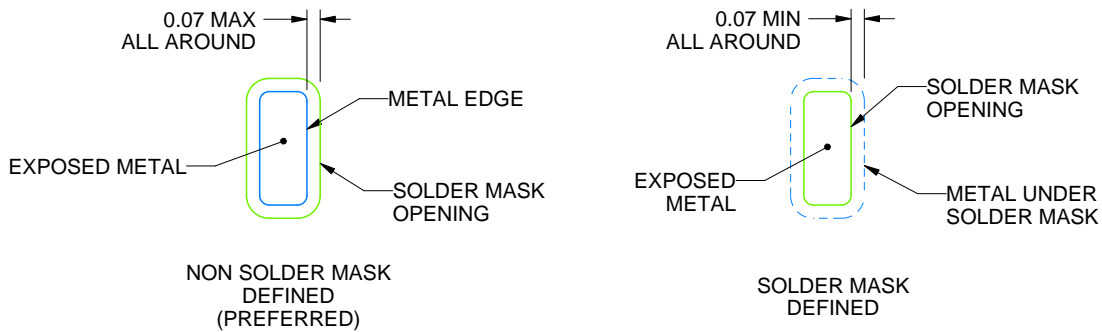 0.07 MAX
ALL AROUND
METAL EDGE
EXPOSED METAL
SOLDER MASK
OPENING
NON SOLDER MASK
DEFINED
(PREFERRED)
0.07 MIN
ALL AROUND
SOLDER MASK
OPENING
EXPOSED
METAL
METAL UNDER
SOLDER MASK
SOLDER MASK
DEFINED